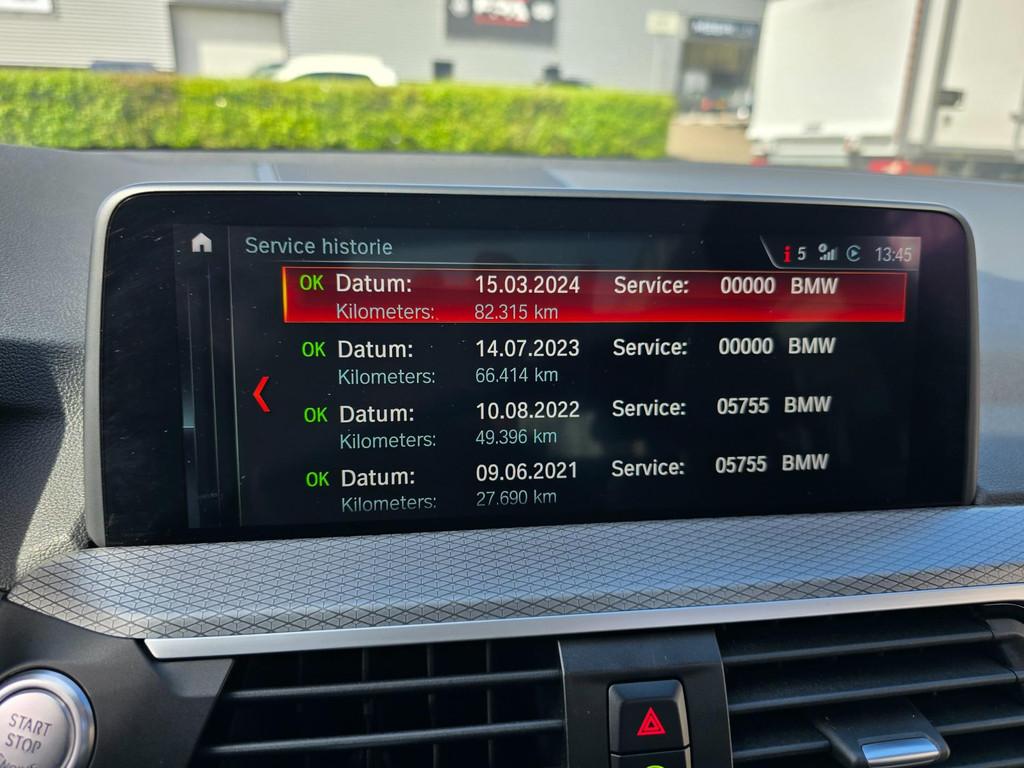 Service historie
i 5 13:45
OK Datum: 15.03.2024 Service: 00000 BMW
Kilometers: 82.315 km
OK Datum: 14.07.2023 Service: 00000 BMW
Kilometers: 66.414 km
OK Datum: 10.08.2022 Service: 05755 BMW
Kilometers: 49.396 km
OK Datum: 09.06.2021 Service: 05755 BMW
Kilometers: 27.690 km
START
STOP